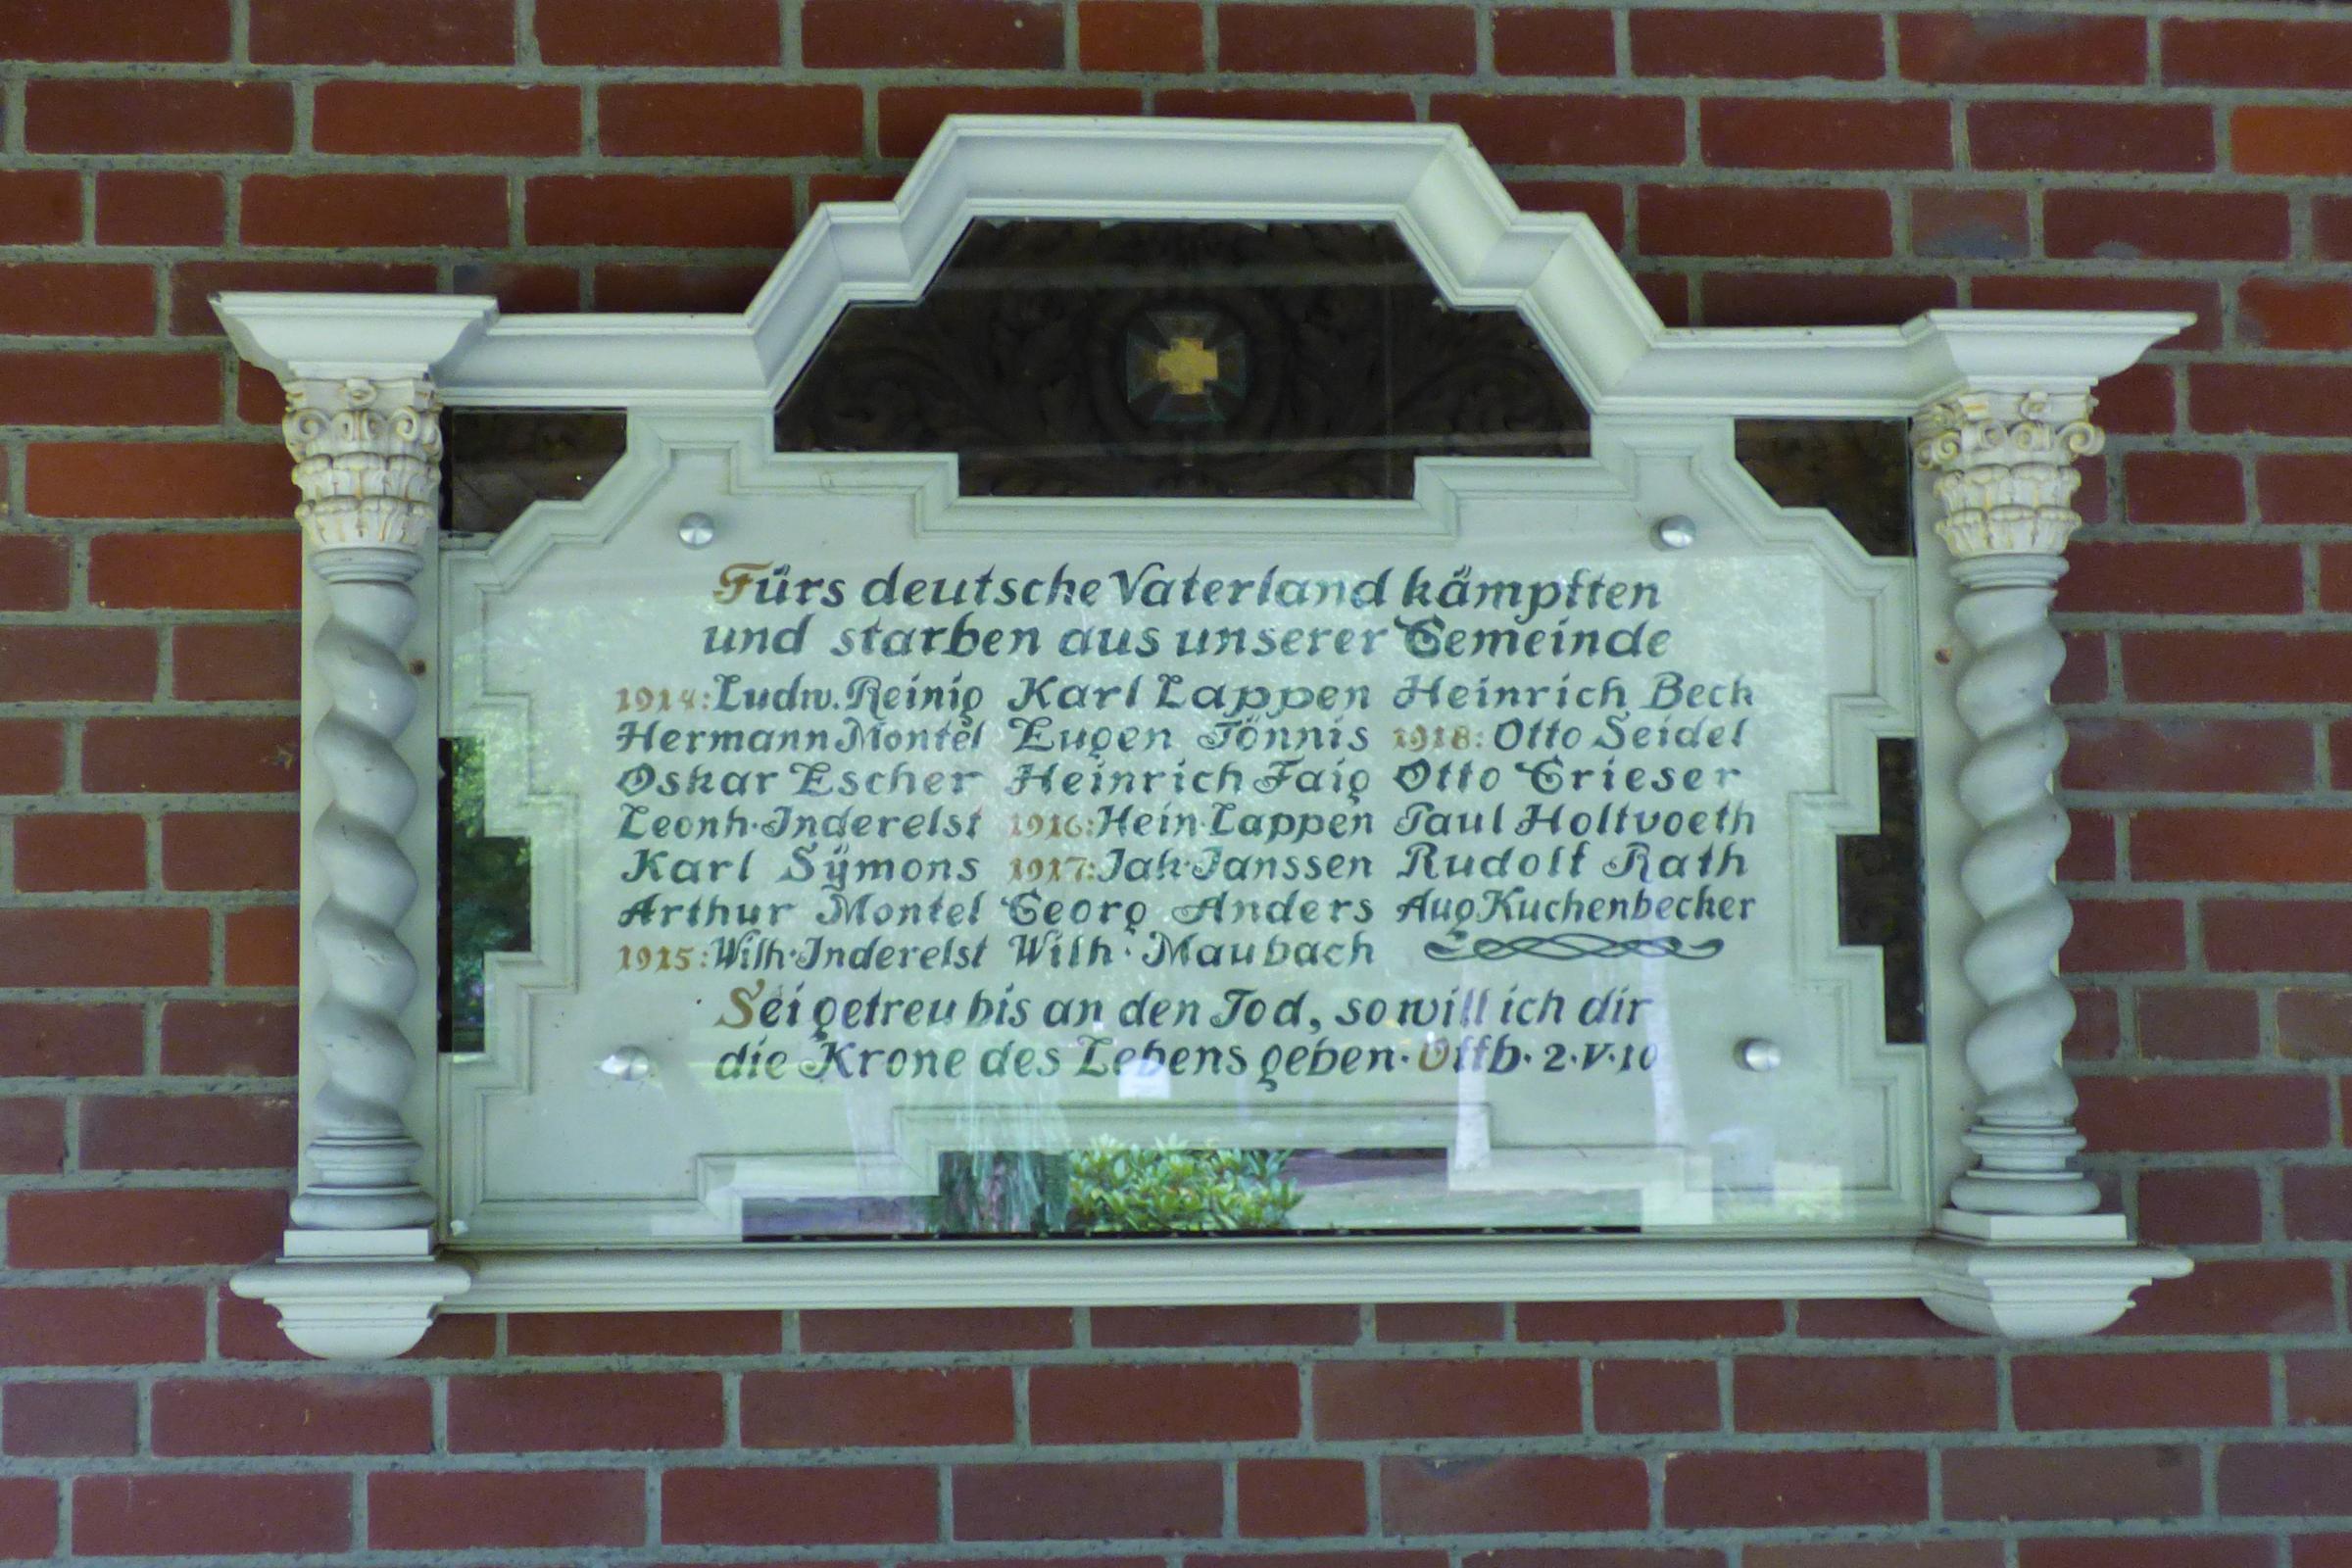 Fürs deutsche Vaterland kämpften
und starben aus unserer Gemeinde
1914: Ludw. Reinig Karl Lappen Heinrich Beck
Hermann Montel Eugen Tönnis 1918: Otto Seidel
Oskar Escher Heinrich Faig Otto Grieser
Leonh. Inderelst 1916: Hein. Lappen Paul Holtvoeth
Karl Sÿmons 1917: Jak. Janssen Rudolf Rath
Arthur Montel Georg Anders Aug Kuchenbecker
1915: Wilh. Inderelst Wilh. Maubach
Sei getreu bis an den Tod, so will ich dir
die Krone des Lebens geben. Offb. 2. V. 10